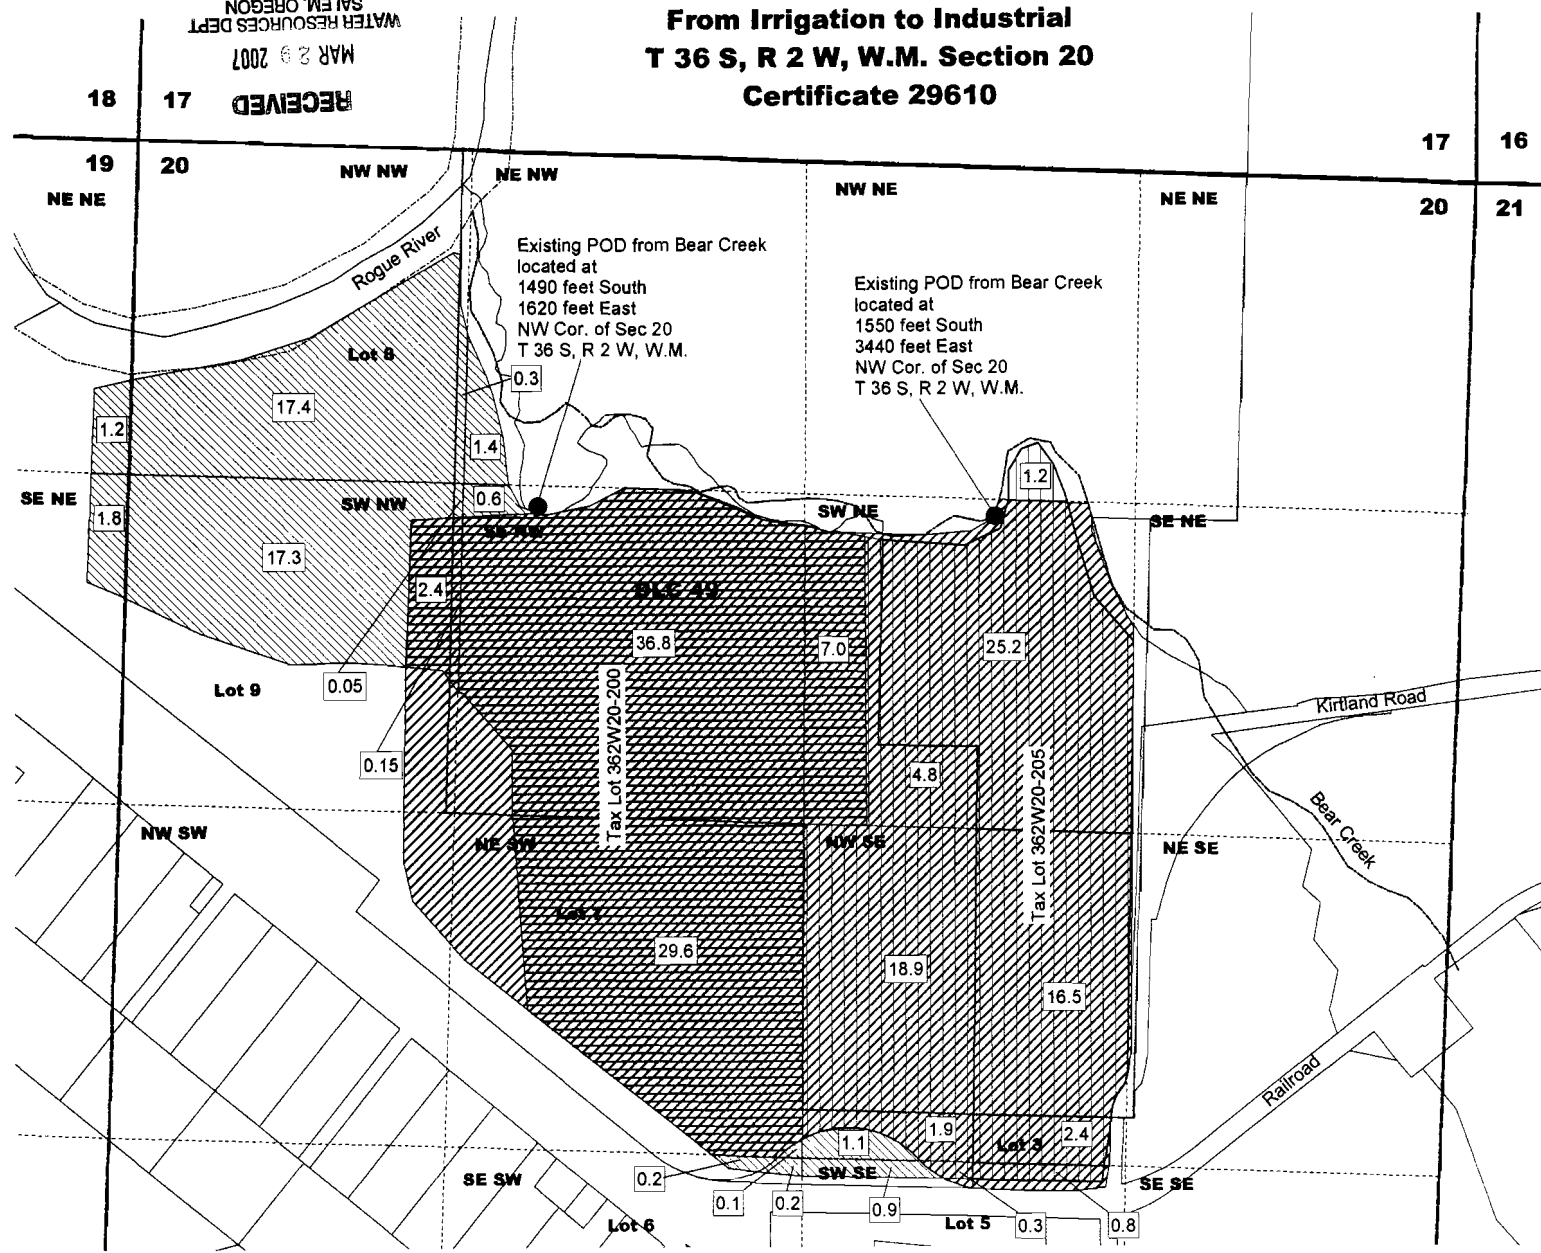 From Irrigation to Industrial
T 36 S, R 2 W, W.M. Section 20
Certificate 29610
RECEIVED
MAR 29 2007
WATER RESOURCES DEPT
SALEM, OREGON
18
17
17
16
19
20
20
21
NE NE
NW NW
NE NW
NW NE
NE NE
Rogue River
Existing POD from Bear Creek
located at
1490 feet South
1620 feet East
NW Cor. of Sec 20
T 36 S, R 2 W, W.M.
Existing POD from Bear Creek
located at
1550 feet South
3440 feet East
NW Cor. of Sec 20
T 36 S, R 2 W, W.M.
Lot 8
0.3
17.4
1.2
1.4
1.2
SE NE
SW NW
0.6
1.8
SW NE
SE NE
SE NW
17.3
2.4
DLC 49
36.8
7.0
25.2
Lot 9
0.05
Tax Lot 362W20-200
Kirtland Road
0.15
4.8
Tax Lot 362W20-205
Bear Creek
NW SW
NE SW
NW SE
NE SE
Lot 7
29.6
18.9
16.5
Railroad
1.1
1.9
Lot 3
2.4
SE SW
0.2
SW SE
SE SE
0.1
0.2
0.9
Lot 6
Lot 5
0.3
0.8